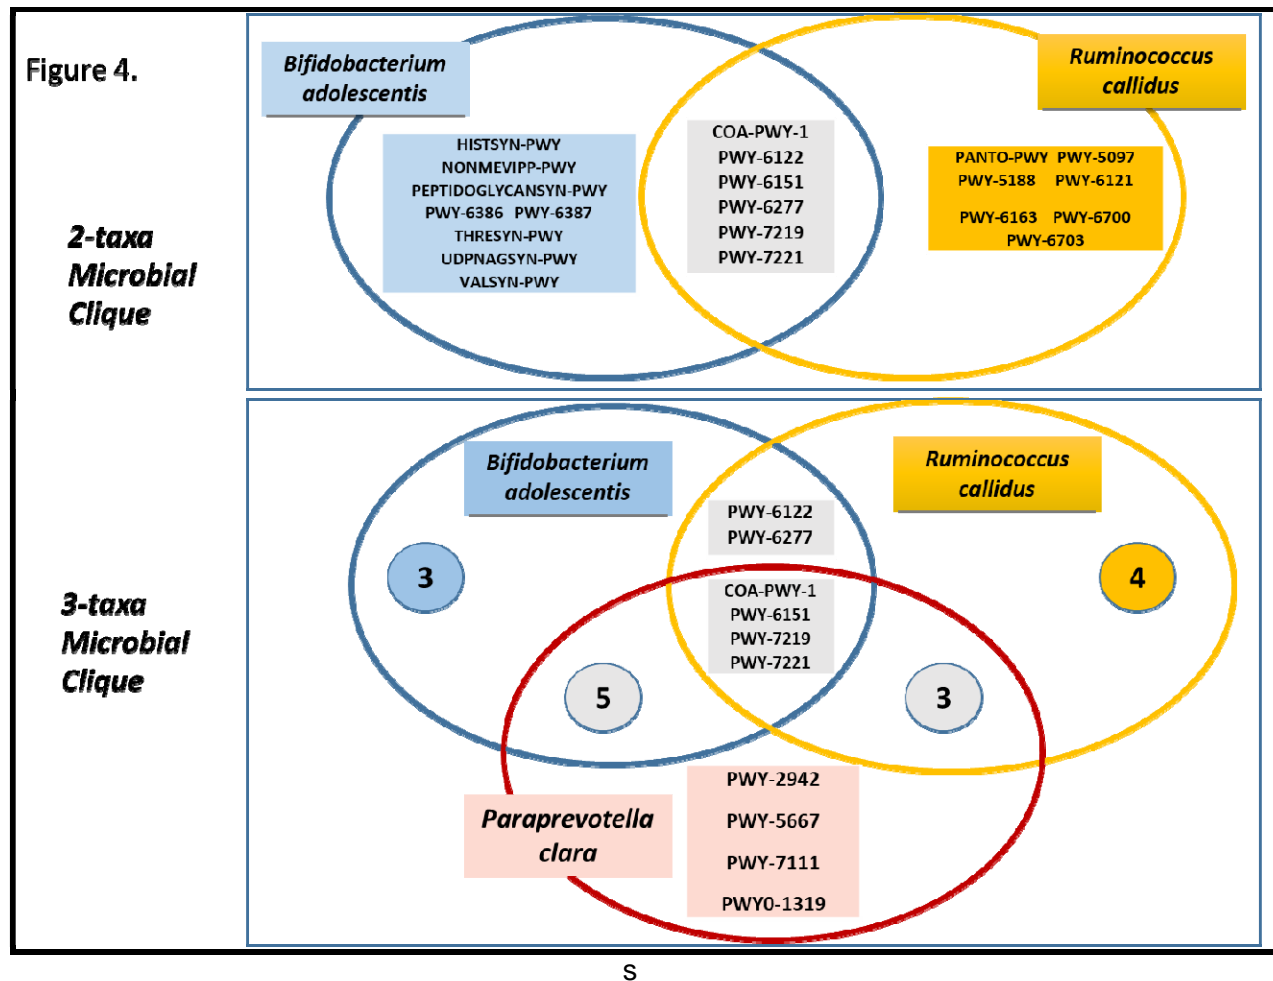 Figure 4.
Bifidobacterium
adolescentis
Ruminococcus
callidus
HISTSYN-PWY
NONMEVIPP-PWY
PEPTIDOGLYCANSYN-PWY
PWY-6386 PWY-6387
THRESYN-PWY
UDPNAGSYN-PWY
VALSYN-PWY
COA-PWY-1
PWY-6122
PWY-6151
PWY-6277
PWY-7219
PWY-7221
PANTO-PWY PWY-5097
PWY-5188 PWY-6121
PWY-6163 PWY-6700
PWY-6703
2-taxa
Microbial
Clique
Bifidobacterium
adolescentis
Ruminococcus
callidus
PWY-6122
PWY-6277
3
4
COA-PWY-1
PWY-6151
PWY-7219
PWY-7221
3-taxa
Microbial
Clique
5
3
Paraprevotella
clara
PWY-2942
PWY-5667
PWY-7111
PWY0-1319
s